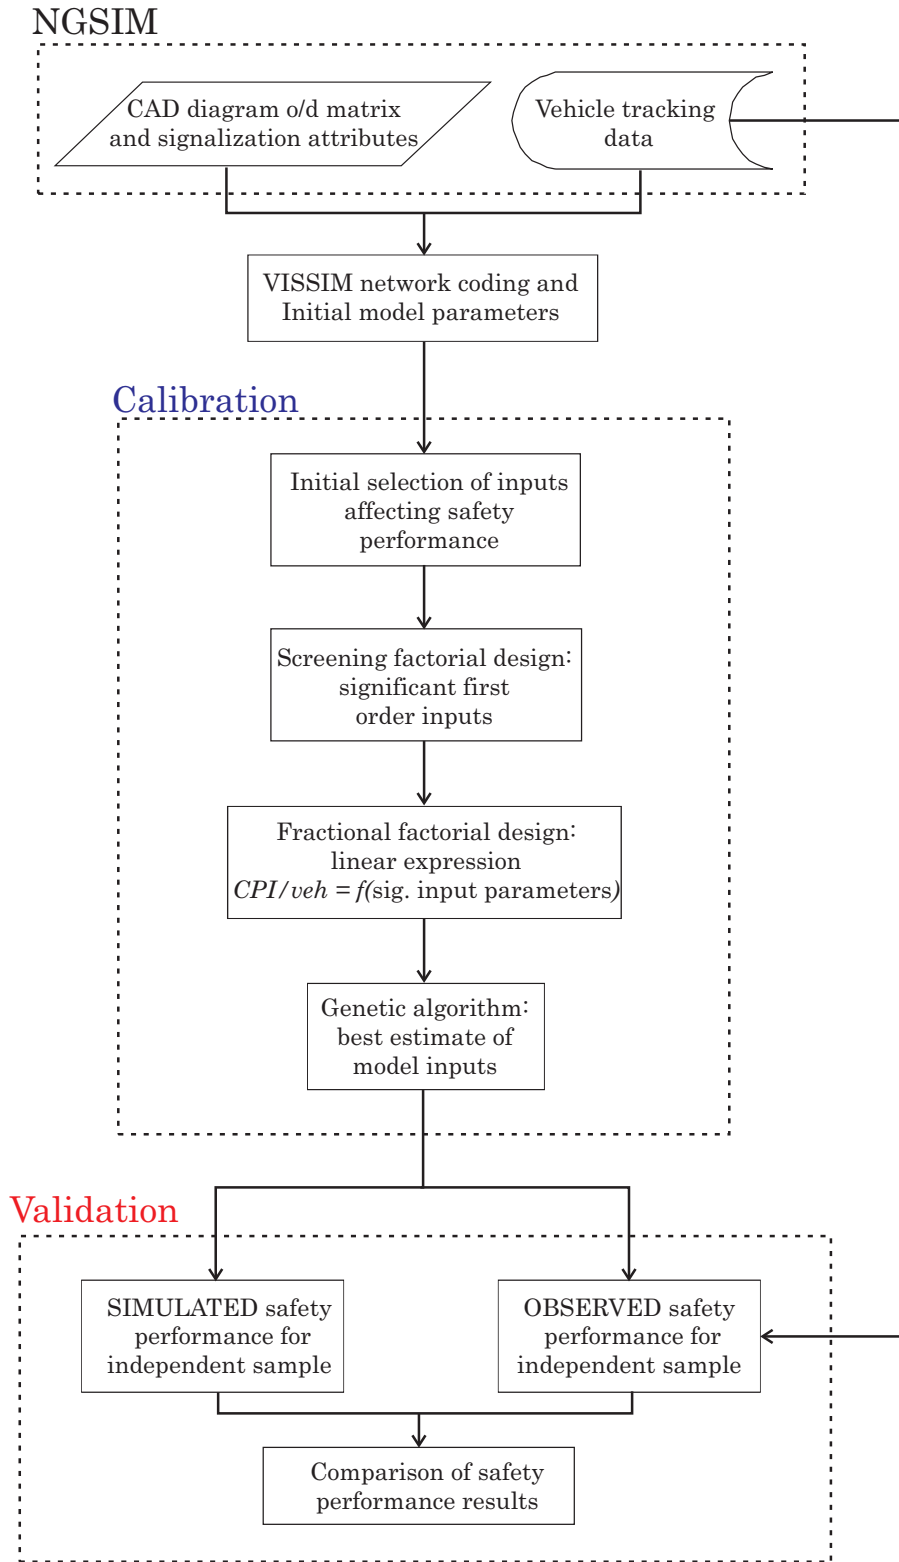 NGSIM
CAD diagram o/d matrix
and signalization attributes
Vehicle tracking
data
VISSIM network coding and
Initial model parameters
Calibration
Initial selection of inputs
affecting safety
performance
Screening factorial design:
significant first
order inputs
Fractional factorial design:
linear expression
CPI/veh = f(sig. input parameters)
Genetic algorithm:
best estimate of
model inputs
Validation
SIMULATED safety
performance for
independent sample
OBSERVED safety
performance for
independent sample
Comparison of safety
performance results